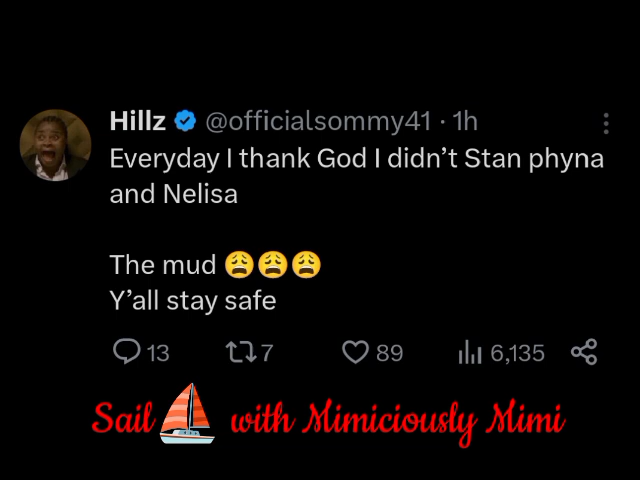 Hillz @officialsommy41 · 1h
Everyday I thank God I didn't Stan phyna
and Nelisa
The mud 😩😩😩
Y'all stay safe
13 7 89 6,135
Sail with Mimiciously Mimi